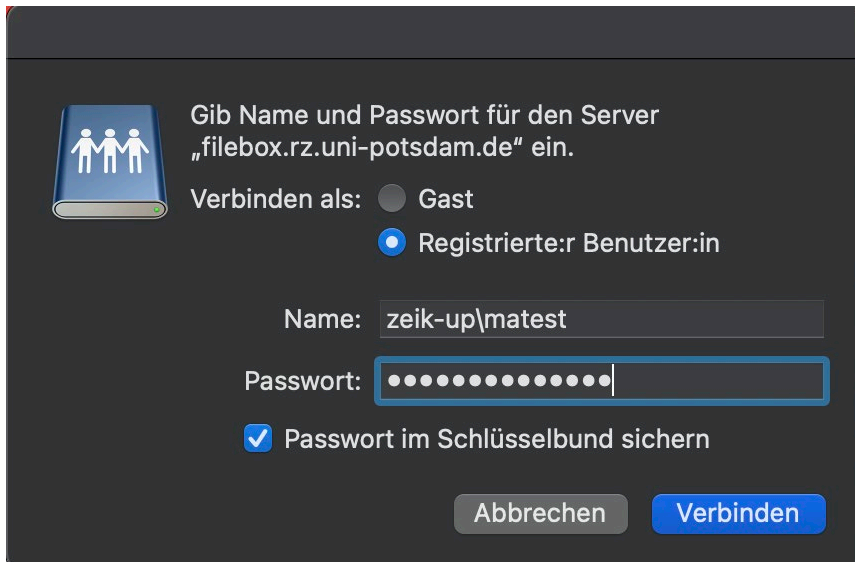 Gib Name und Passwort für den Server
„filebox.rz.uni-potsdam.de“ ein.
Verbinden als: Gast
Registrierte:r Benutzer:in
Name: zeik-up\matest
Passwort: ••••••••••••••
Passwort im Schlüsselbund sichern
Abbrechen Verbinden